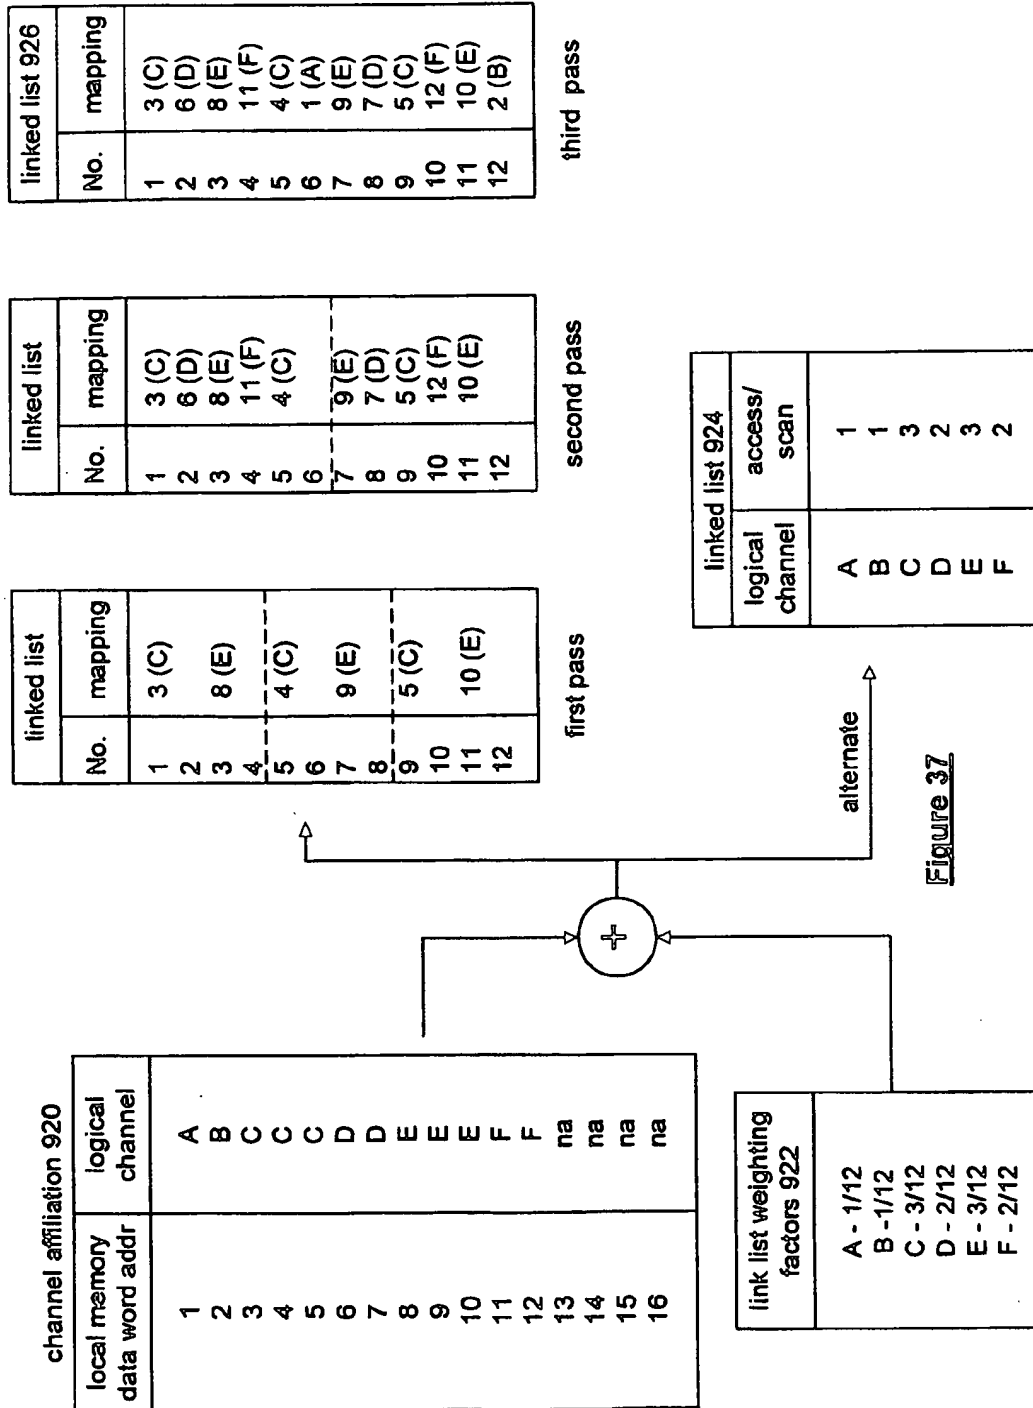 channel affiliation 920
local memory data word addr | logical channel
1 A
2 B
3 C
4 C
5 C
6 D
7 D
8 E
9 E
10 E
11 F
12 F
13 na
14 na
15 na
16 na
link list weighting
factors 922
A - 1/12
B -1/12
C - 3/12
D - 2/12
E - 3/12
F - 2/12
+
alternate
linked list
No. mapping
1 3 (C)
2
3 8 (E)
4
5 4 (C)
6
7 9 (E)
8
9 5 (C)
10
11 10 (E)
12
first pass
linked list
No. mapping
1 3 (C)
2 6 (D)
3 8 (E)
4 11 (F)
5 4 (C)
6
7 9 (E)
8 7 (D)
9 5 (C)
10 12 (F)
11 10 (E)
12
second pass
linked list 926
No. mapping
1 3 (C)
2 6 (D)
3 8 (E)
4 11 (F)
5 4 (C)
6 1 (A)
7 9 (E)
8 7 (D)
9 5 (C)
10 12 (F)
11 10 (E)
12 2 (B)
third pass
linked list 924
logical channel | access/ scan
A 1
B 1
C 3
D 2
E 3
F 2
Figure 37